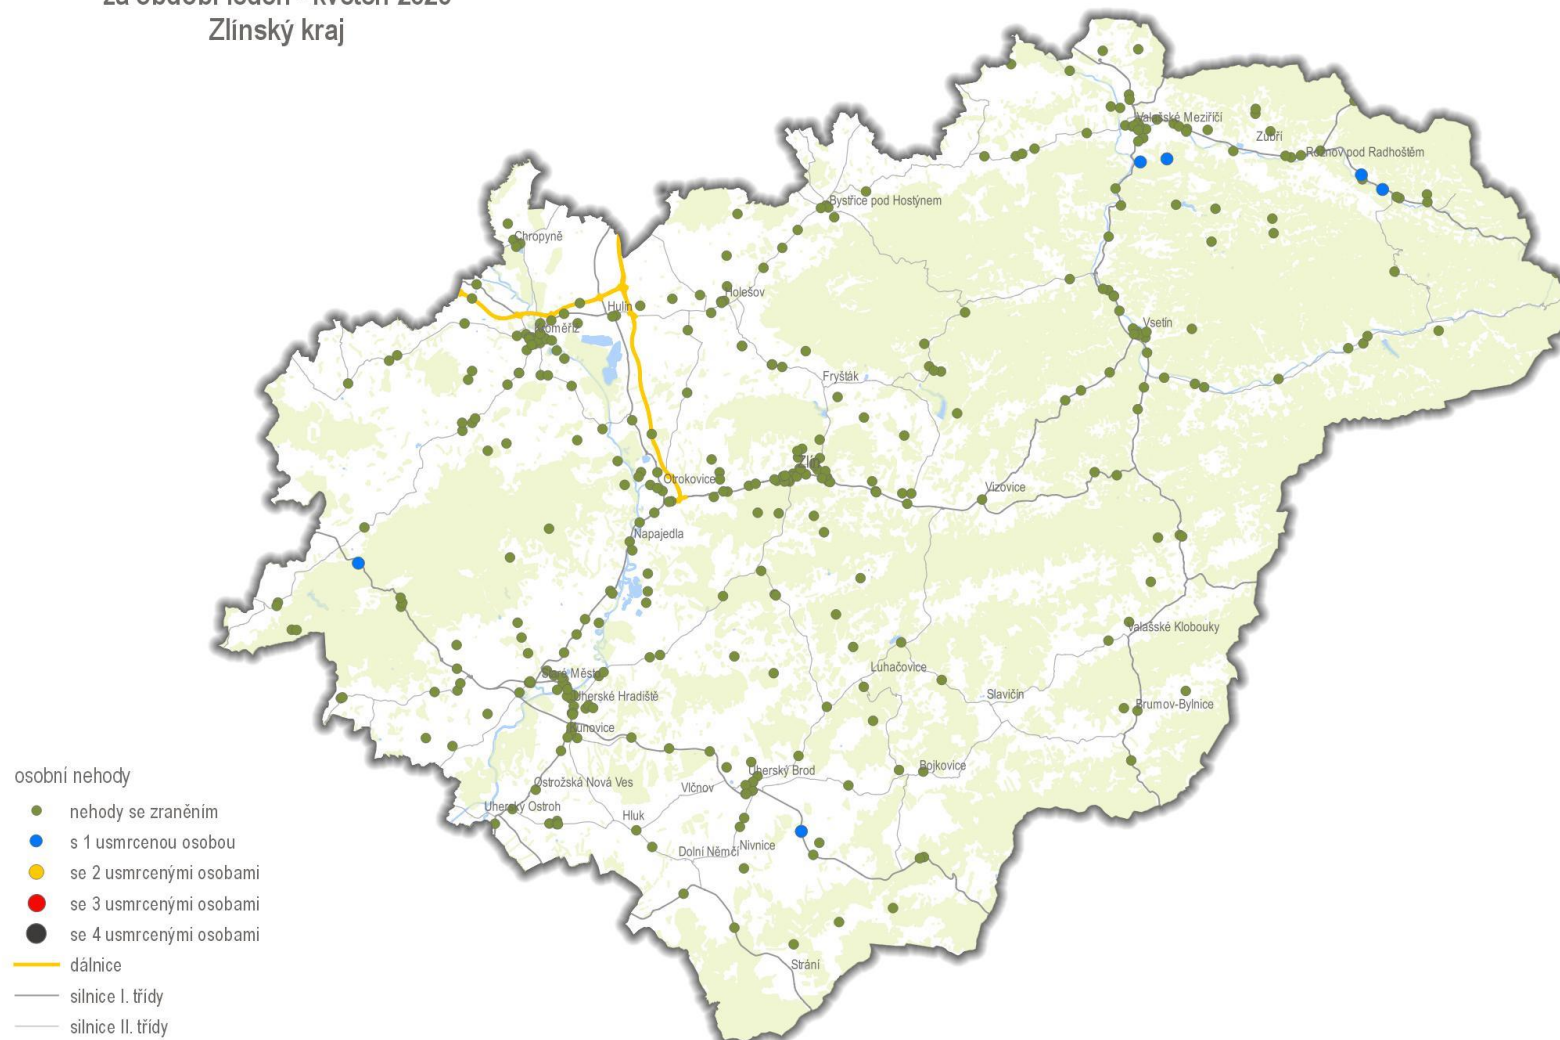 Zlínský kraj
Valašské Meziříčí
Zubří
Rožnov pod Radhoštěm
Bystřice pod Hostýnem
Chropyně
Holešov
Hulín
Kroměříž
Vsetín
Fryšták
Zlín
Otrokovice
Vizovice
Napajedla
Valašské Klobouky
Luhačovice
Staré Město
Slavičín
Uherské Hradiště
Brumov-Bylnice
Kunovice
Bojkovice
Uherský Brod
Ostrožská Nová Ves
Vlčnov
Uherský Ostroh
Hluk
Nivnice
Dolní Němčí
Strání
osobní nehody
nehody se zraněním
s 1 usmrcenou osobou
se 2 usmrcenými osobami
se 3 usmrcenými osobami
se 4 usmrcenými osobami
dálnice
silnice I. třídy
silnice II. třídy